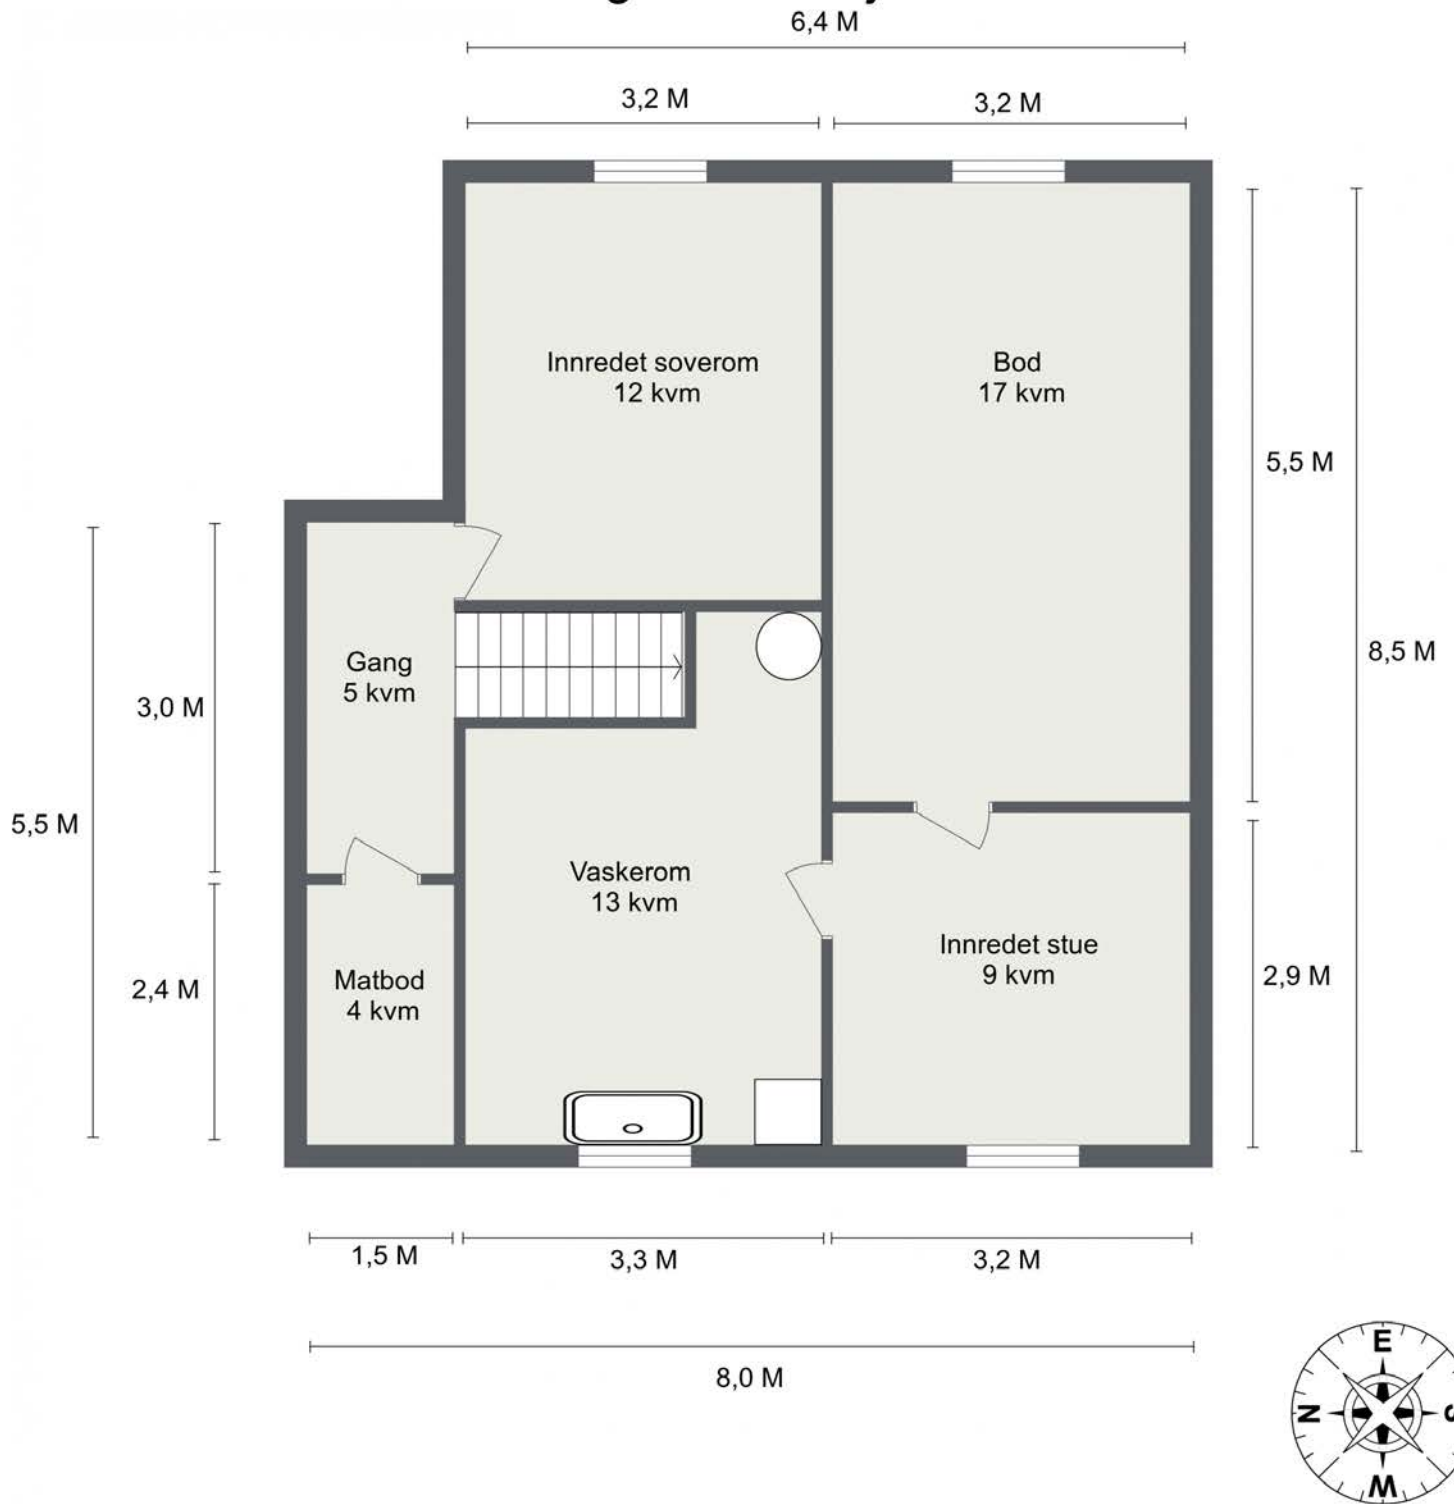 6,4 M
3,2 M
3,2 M
Innredet soverom
12 kvm
Bod
17 kvm
5,5 M
8,5 M
Gang
5 kvm
3,0 M
5,5 M
Vaskerom
13 kvm
Innredet stue
9 kvm
Matbod
4 kvm
2,4 M
2,9 M
1,5 M
3,3 M
3,2 M
8,0 M
E
N
S
W